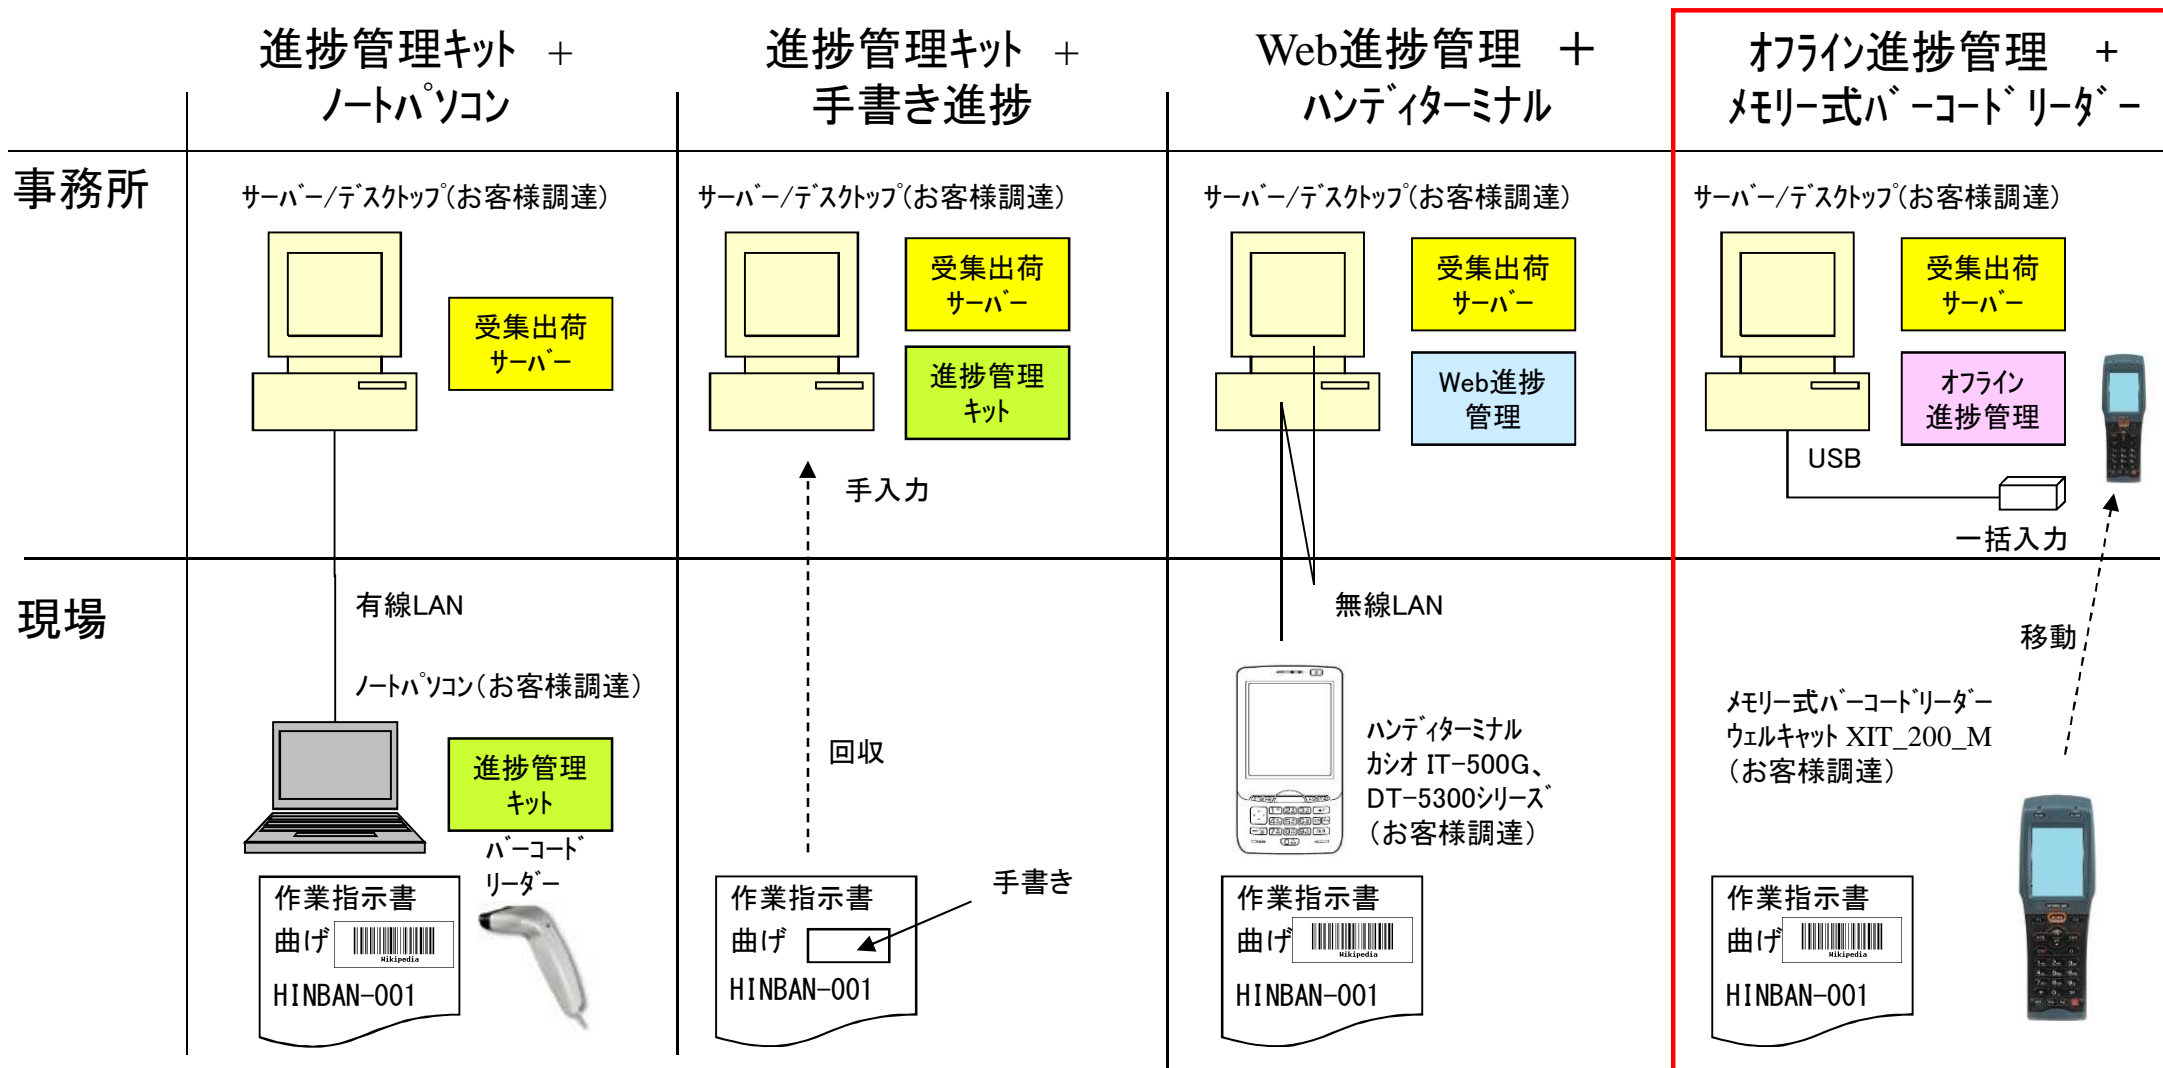 進捗管理キット +
ノートパソコン
進捗管理キット +
手書き進捗
Web進捗管理 +
ハンディターミナル
オフライン進捗管理 +
メモリー式バーコードリーダー
事務所
サーバー/デスクトップ(お客様調達)
受集出荷
サーバー
サーバー/デスクトップ(お客様調達)
受集出荷
サーバー
進捗管理
キット
手入力
サーバー/デスクトップ(お客様調達)
受集出荷
サーバー
Web進捗
管理
サーバー/デスクトップ(お客様調達)
受集出荷
サーバー
オフライン
進捗管理
USB
一括入力
現場
有線LAN
ノートパソコン(お客様調達)
進捗管理
キット
バーコード
リーダー
作業指示書
曲げ
Wikipedia
HINBAN-001
回収
手書き
作業指示書
曲げ
HINBAN-001
無線LAN
ハンディターミナル
カシオ IT-500G、
DT-5300シリーズ
(お客様調達)
作業指示書
曲げ
Wikipedia
HINBAN-001
移動
メモリー式バーコードリーダー
ウェルキャット XIT_200_M
(お客様調達)
作業指示書
曲げ
Wikipedia
HINBAN-001